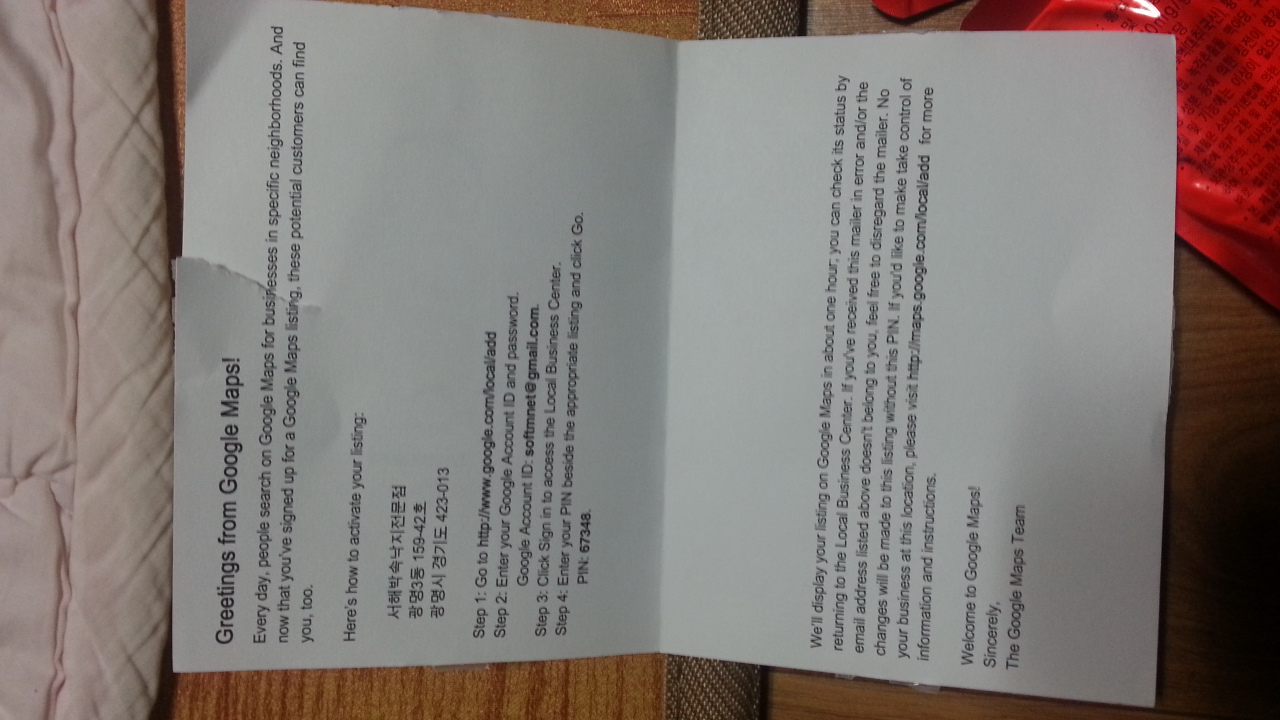 Greetings from Google Maps!
Every day, people search on Google Maps for businesses in specific neighborhoods. And
now that you've signed up for a Google Maps listing, these potential customers can find
you, too.
Here's how to activate your listing:
서해박속낙지전문점
광명3동 159-42호
광명시 경기도 423-013
Step 1: Go to http://www.google.com/local/add
Step 2: Enter your Google Account ID and password.
Google Account ID: softmnet@gmail.com.
Step 3: Click Sign in to access the Local Business Center.
Step 4: Enter your PIN beside the appropriate listing and click Go.
PIN: 67348.
We'll display your listing on Google Maps in about one hour; you can check its status by
returning to the Local Business Center. If you've received this mailer in error and/or the
email address listed above doesn't belong to you, feel free to disregard the mailer. No
changes will be made to this listing without this PIN. If you'd like to make take control of
your business at this location, please visit http://maps.google.com/local/add for more
information and instructions.
Welcome to Google Maps!
Sincerely,
The Google Maps Team